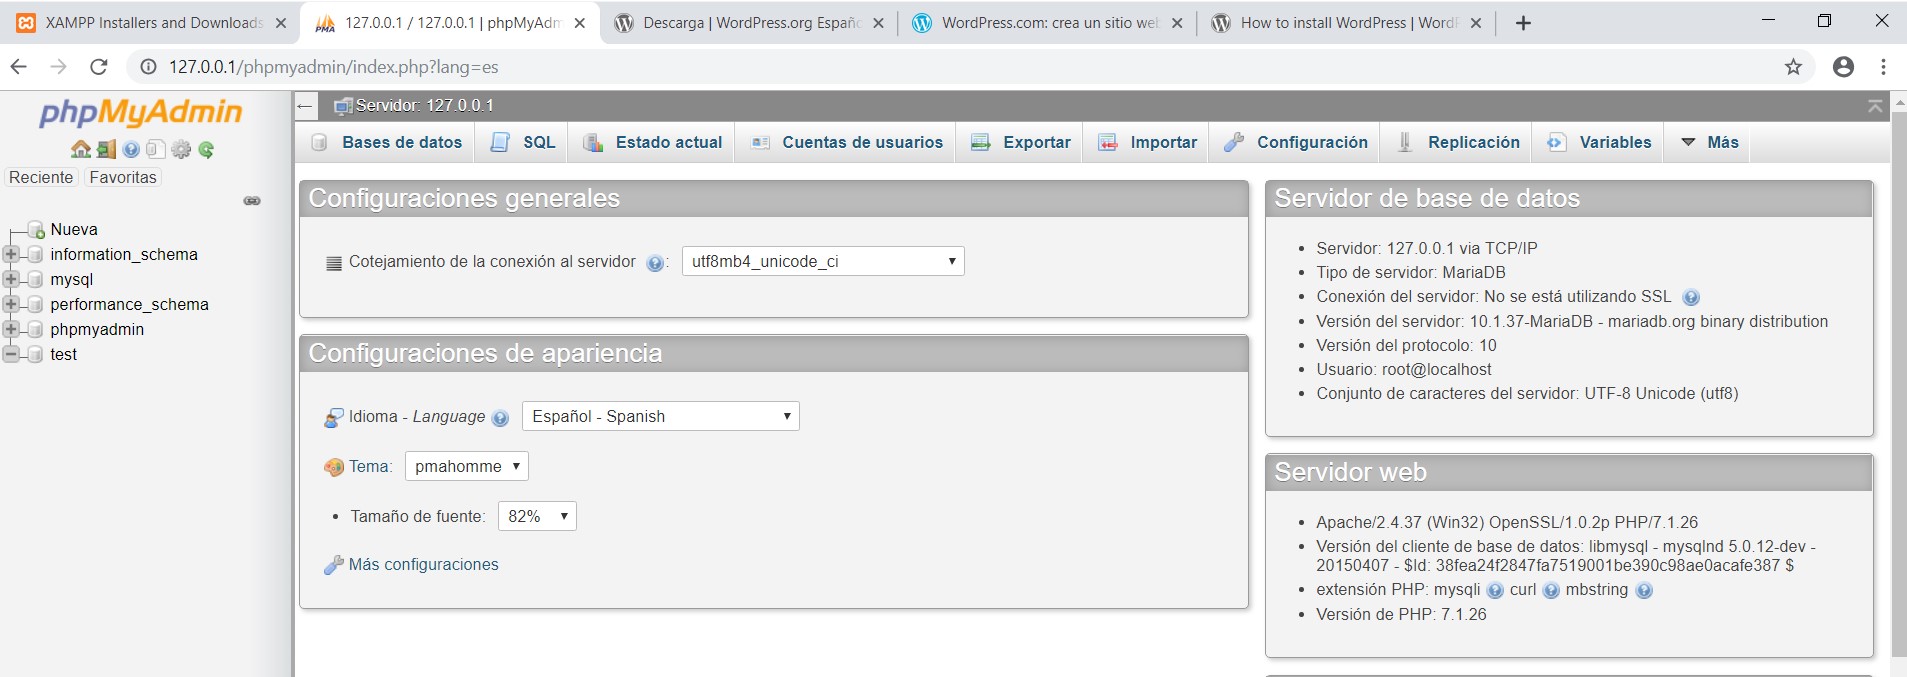 XAMPP Installers and Downloads
127.0.0.1 / 127.0.0.1 | phpMyAdm
Descarga | WordPress.org Españo
WordPress.com: crea un sitio web
How to install WordPress | WordP
127.0.0.1/phpmyadmin/index.php?lang=es
phpMyAdmin
Reciente Favoritas
Nueva
information_schema
mysql
performance_schema
phpmyadmin
test
Servidor: 127.0.0.1
Bases de datos SQL Estado actual Cuentas de usuarios Exportar Importar Configuración Replicación Variables Más
Configuraciones generales
Cotejamiento de la conexión al servidor : utf8mb4_unicode_ci
Configuraciones de apariencia
Idioma - Language Español - Spanish
Tema: pmahomme
Tamaño de fuente: 82%
Más configuraciones
Servidor de base de datos
Servidor: 127.0.0.1 via TCP/IP
Tipo de servidor: MariaDB
Conexión del servidor: No se está utilizando SSL
Versión del servidor: 10.1.37-MariaDB - mariadb.org binary distribution
Versión del protocolo: 10
Usuario: root@localhost
Conjunto de caracteres del servidor: UTF-8 Unicode (utf8)
Servidor web
Apache/2.4.37 (Win32) OpenSSL/1.0.2p PHP/7.1.26
Versión del cliente de base de datos: libmysql - mysqlnd 5.0.12-dev -
20150407 - $Id: 38fea24f2847fa7519001be390c98ae0acafe387 $
extensión PHP: mysqli curl mbstring
Versión de PHP: 7.1.26